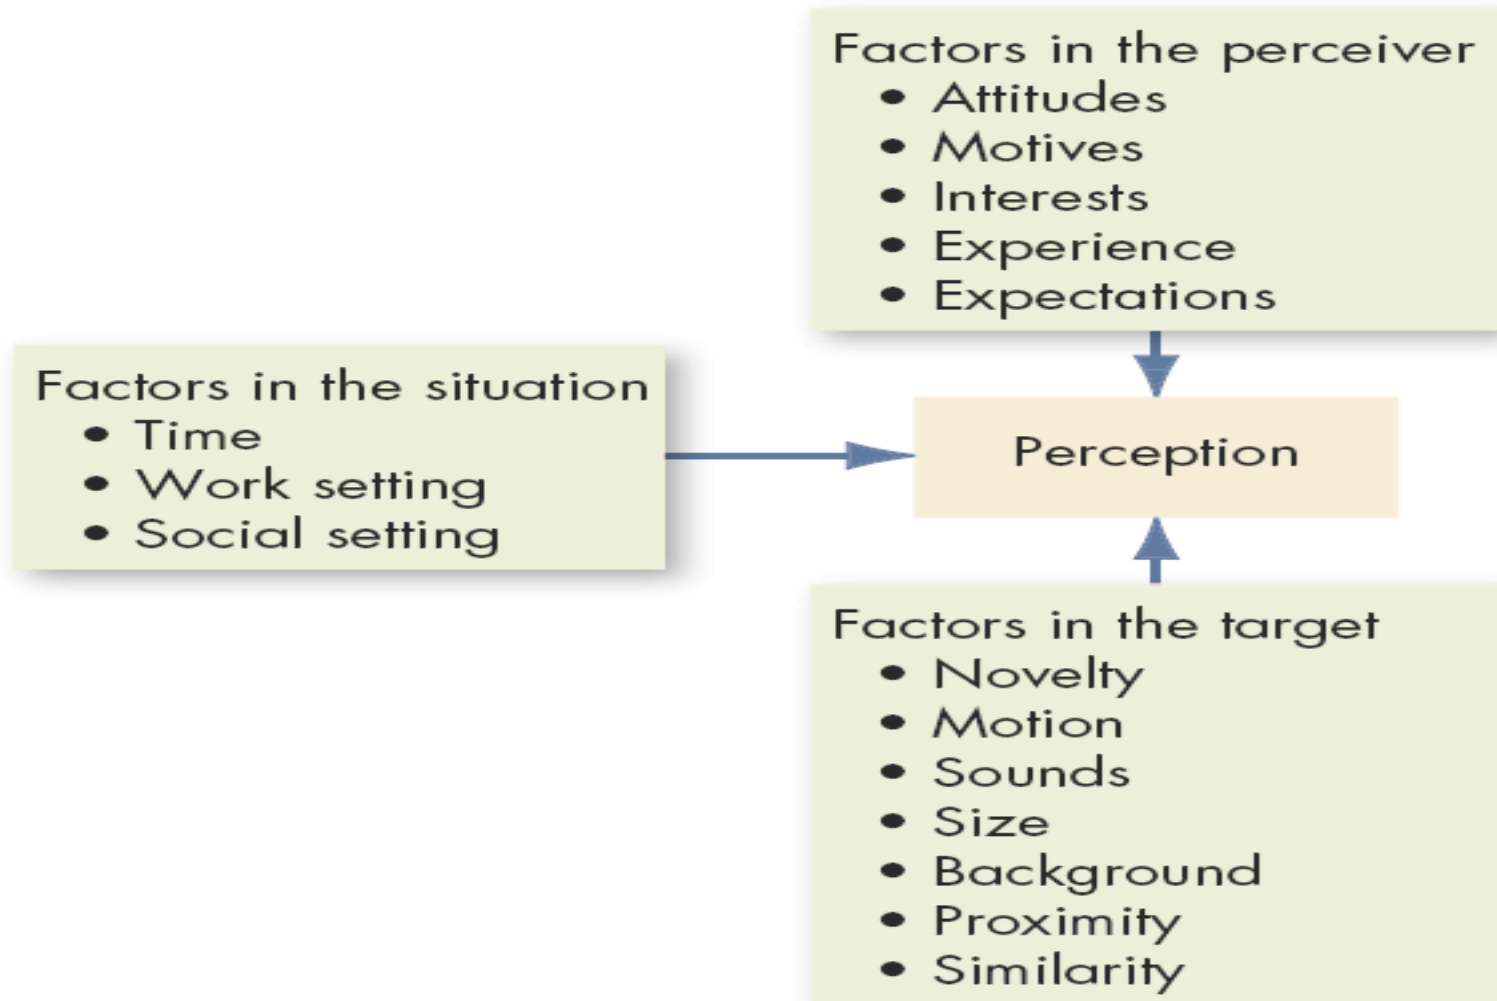 Factors in the perceiver
• Attitudes
• Motives
• Interests
• Experience
• Expectations
Factors in the situation
• Time
• Work setting
• Social setting
Perception
Factors in the target
• Novelty
• Motion
• Sounds
• Size
• Background
• Proximity
• Similarity